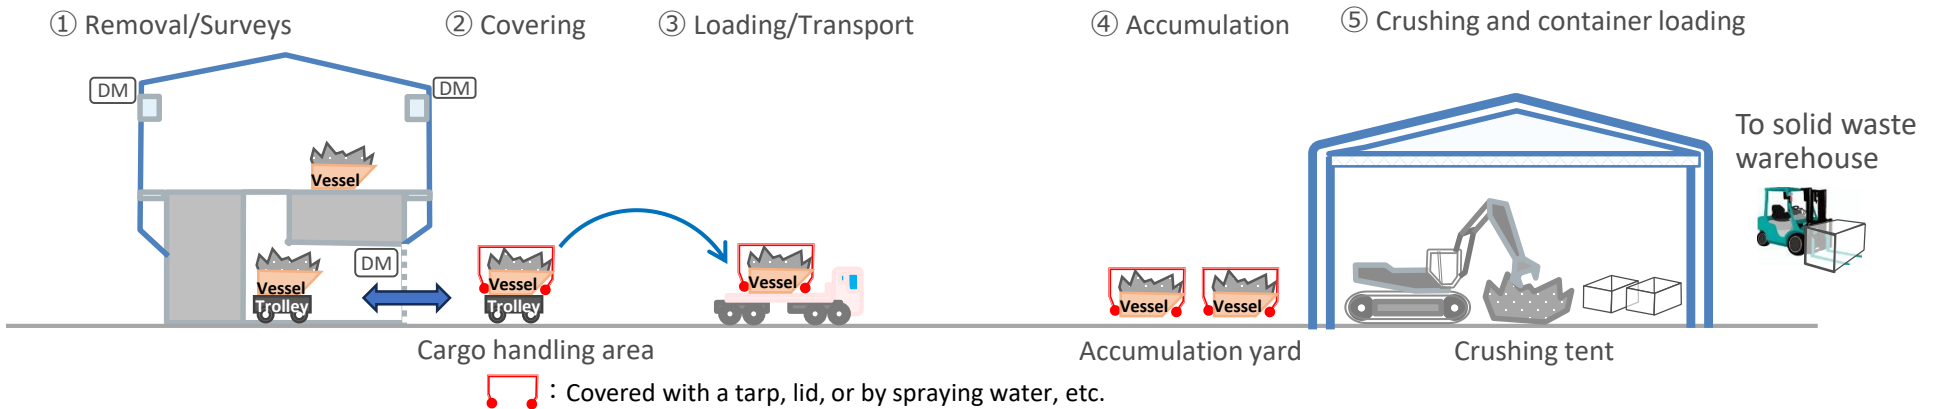 ① Removal/Surveys
② Covering
③ Loading/Transport
④ Accumulation
⑤ Crushing and container loading
DM
DM
To solid waste
warehouse
Vessel
DM
Vessel
Trolley
Vessel
Trolley
Vessel
Vessel
Vessel
Cargo handling area
Accumulation yard
Crushing tent
: Covered with a tarp, lid, or by spraying water, etc.